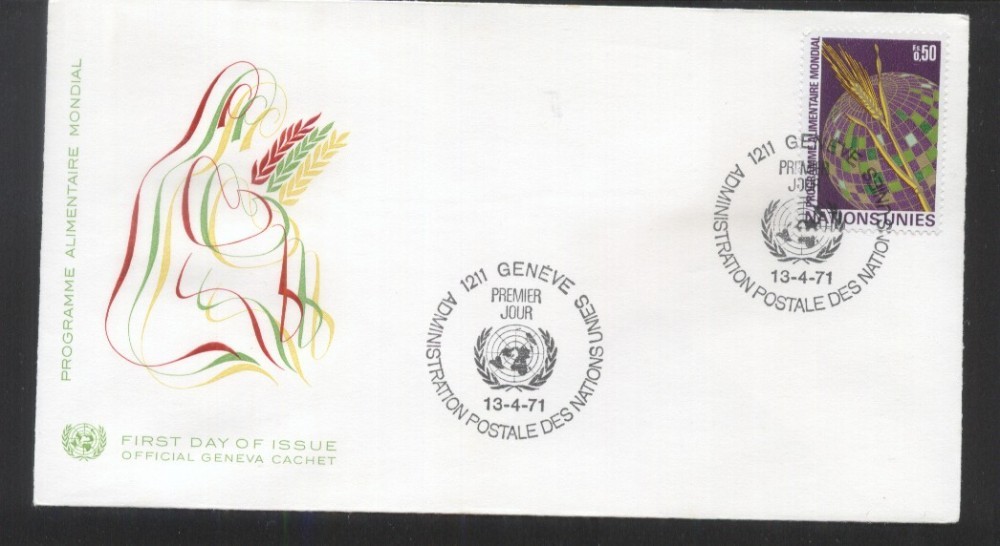 PROGRAMME ALIMENTAIRE MONDIAL
FIRST DAY OF ISSUE
OFFICIAL GENEVA CACHET
1211 GENÈVE
PREMIER
JOUR
13-4-71
ADMINISTRATION POSTALE DES NATIONS UNIES
1211 GENÈVE
PREMIER
JOUR
13-4-71
ADMINISTRATION POSTALE DES NATIONS UNIES
Fs.
0,50
PROGRAMME ALIMENTAIRE MONDIAL
NATIONS UNIES